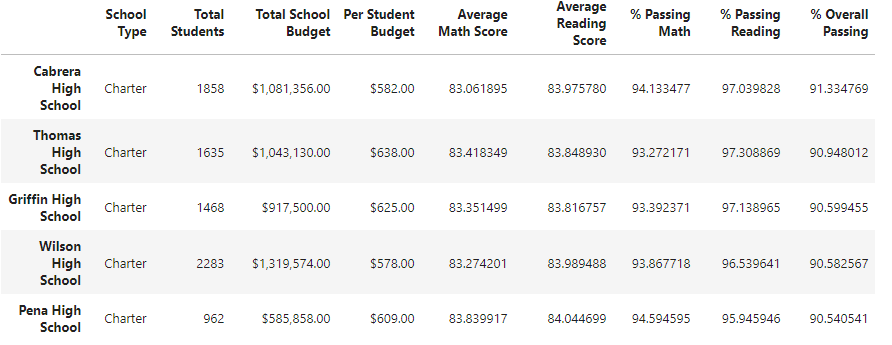 School Type Total Students Total School Budget Per Student Budget Average Math Score Average Reading Score % Passing Math % Passing Reading % Overall Passing
Cabrera High School Charter 1858 $1,081,356.00 $582.00 83.061895 83.975780 94.133477 97.039828 91.334769
Thomas High School Charter 1635 $1,043,130.00 $638.00 83.418349 83.848930 93.272171 97.308869 90.948012
Griffin High School Charter 1468 $917,500.00 $625.00 83.351499 83.816757 93.392371 97.138965 90.599455
Wilson High School Charter 2283 $1,319,574.00 $578.00 83.274201 83.989488 93.867718 96.539641 90.582567
Pena High School Charter 962 $585,858.00 $609.00 83.839917 84.044699 94.594595 95.945946 90.540541